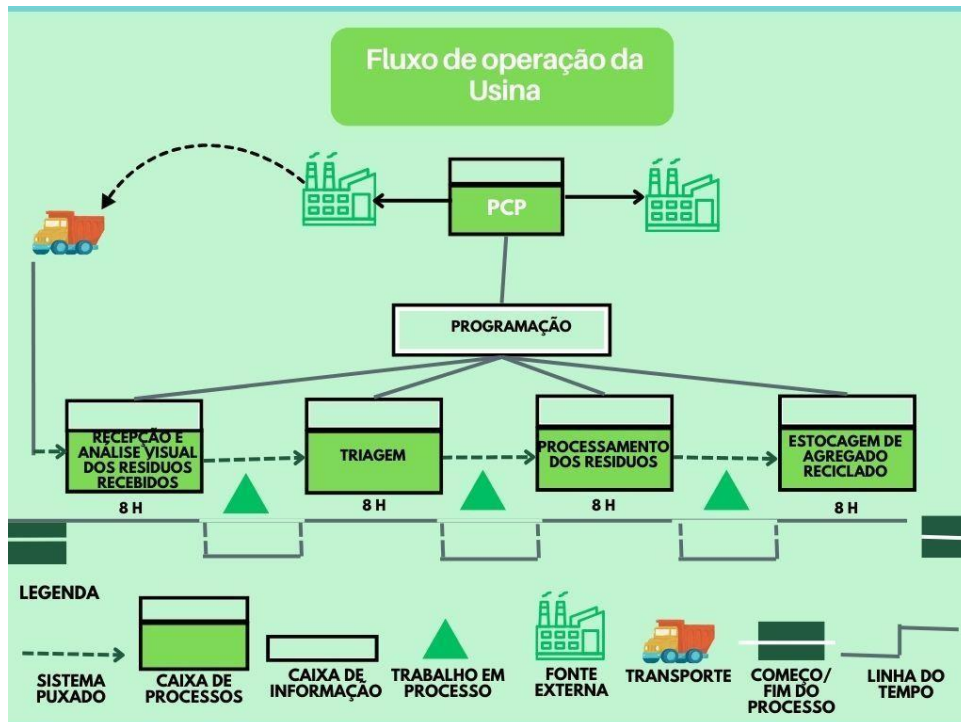 Fluxo de operação da
Usina
PCP
PROGRAMAÇÃO
RECEPÇÃO E
ANÁLISE VISUAL
DOS RESÍDUOS
RECEBIDOS
TRIAGEM
PROCESSAMENTO
DOS RESIDUOS
ESTOCAGEM DE
AGREGADO
RECICLADO
8 H
8 H
8 H
8 H
LEGENDA
SISTEMA
PUXADO
CAIXA DE
PROCESSOS
CAIXA DE
INFORMAÇÃO
TRABALHO EM
PROCESSO
FONTE
EXTERNA
TRANSPORTE
COMEÇO/
FIM DO
PROCESSO
LINHA DO
TEMPO